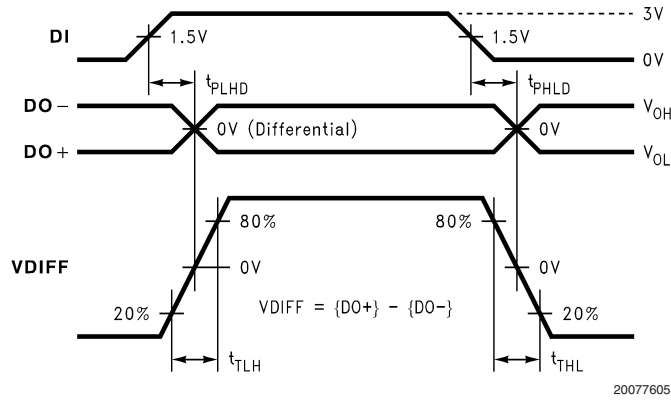 3V
DI
1.5V
1.5V
0V
tPLHD
tPHLD
DO−
VOH
0V (Differential)
0V
DO+
VOL
80%
80%
VDIFF
0V
0V
20%
VDIFF = {DO+} - {DO-}
20%
tTLH
tTHL
20077605